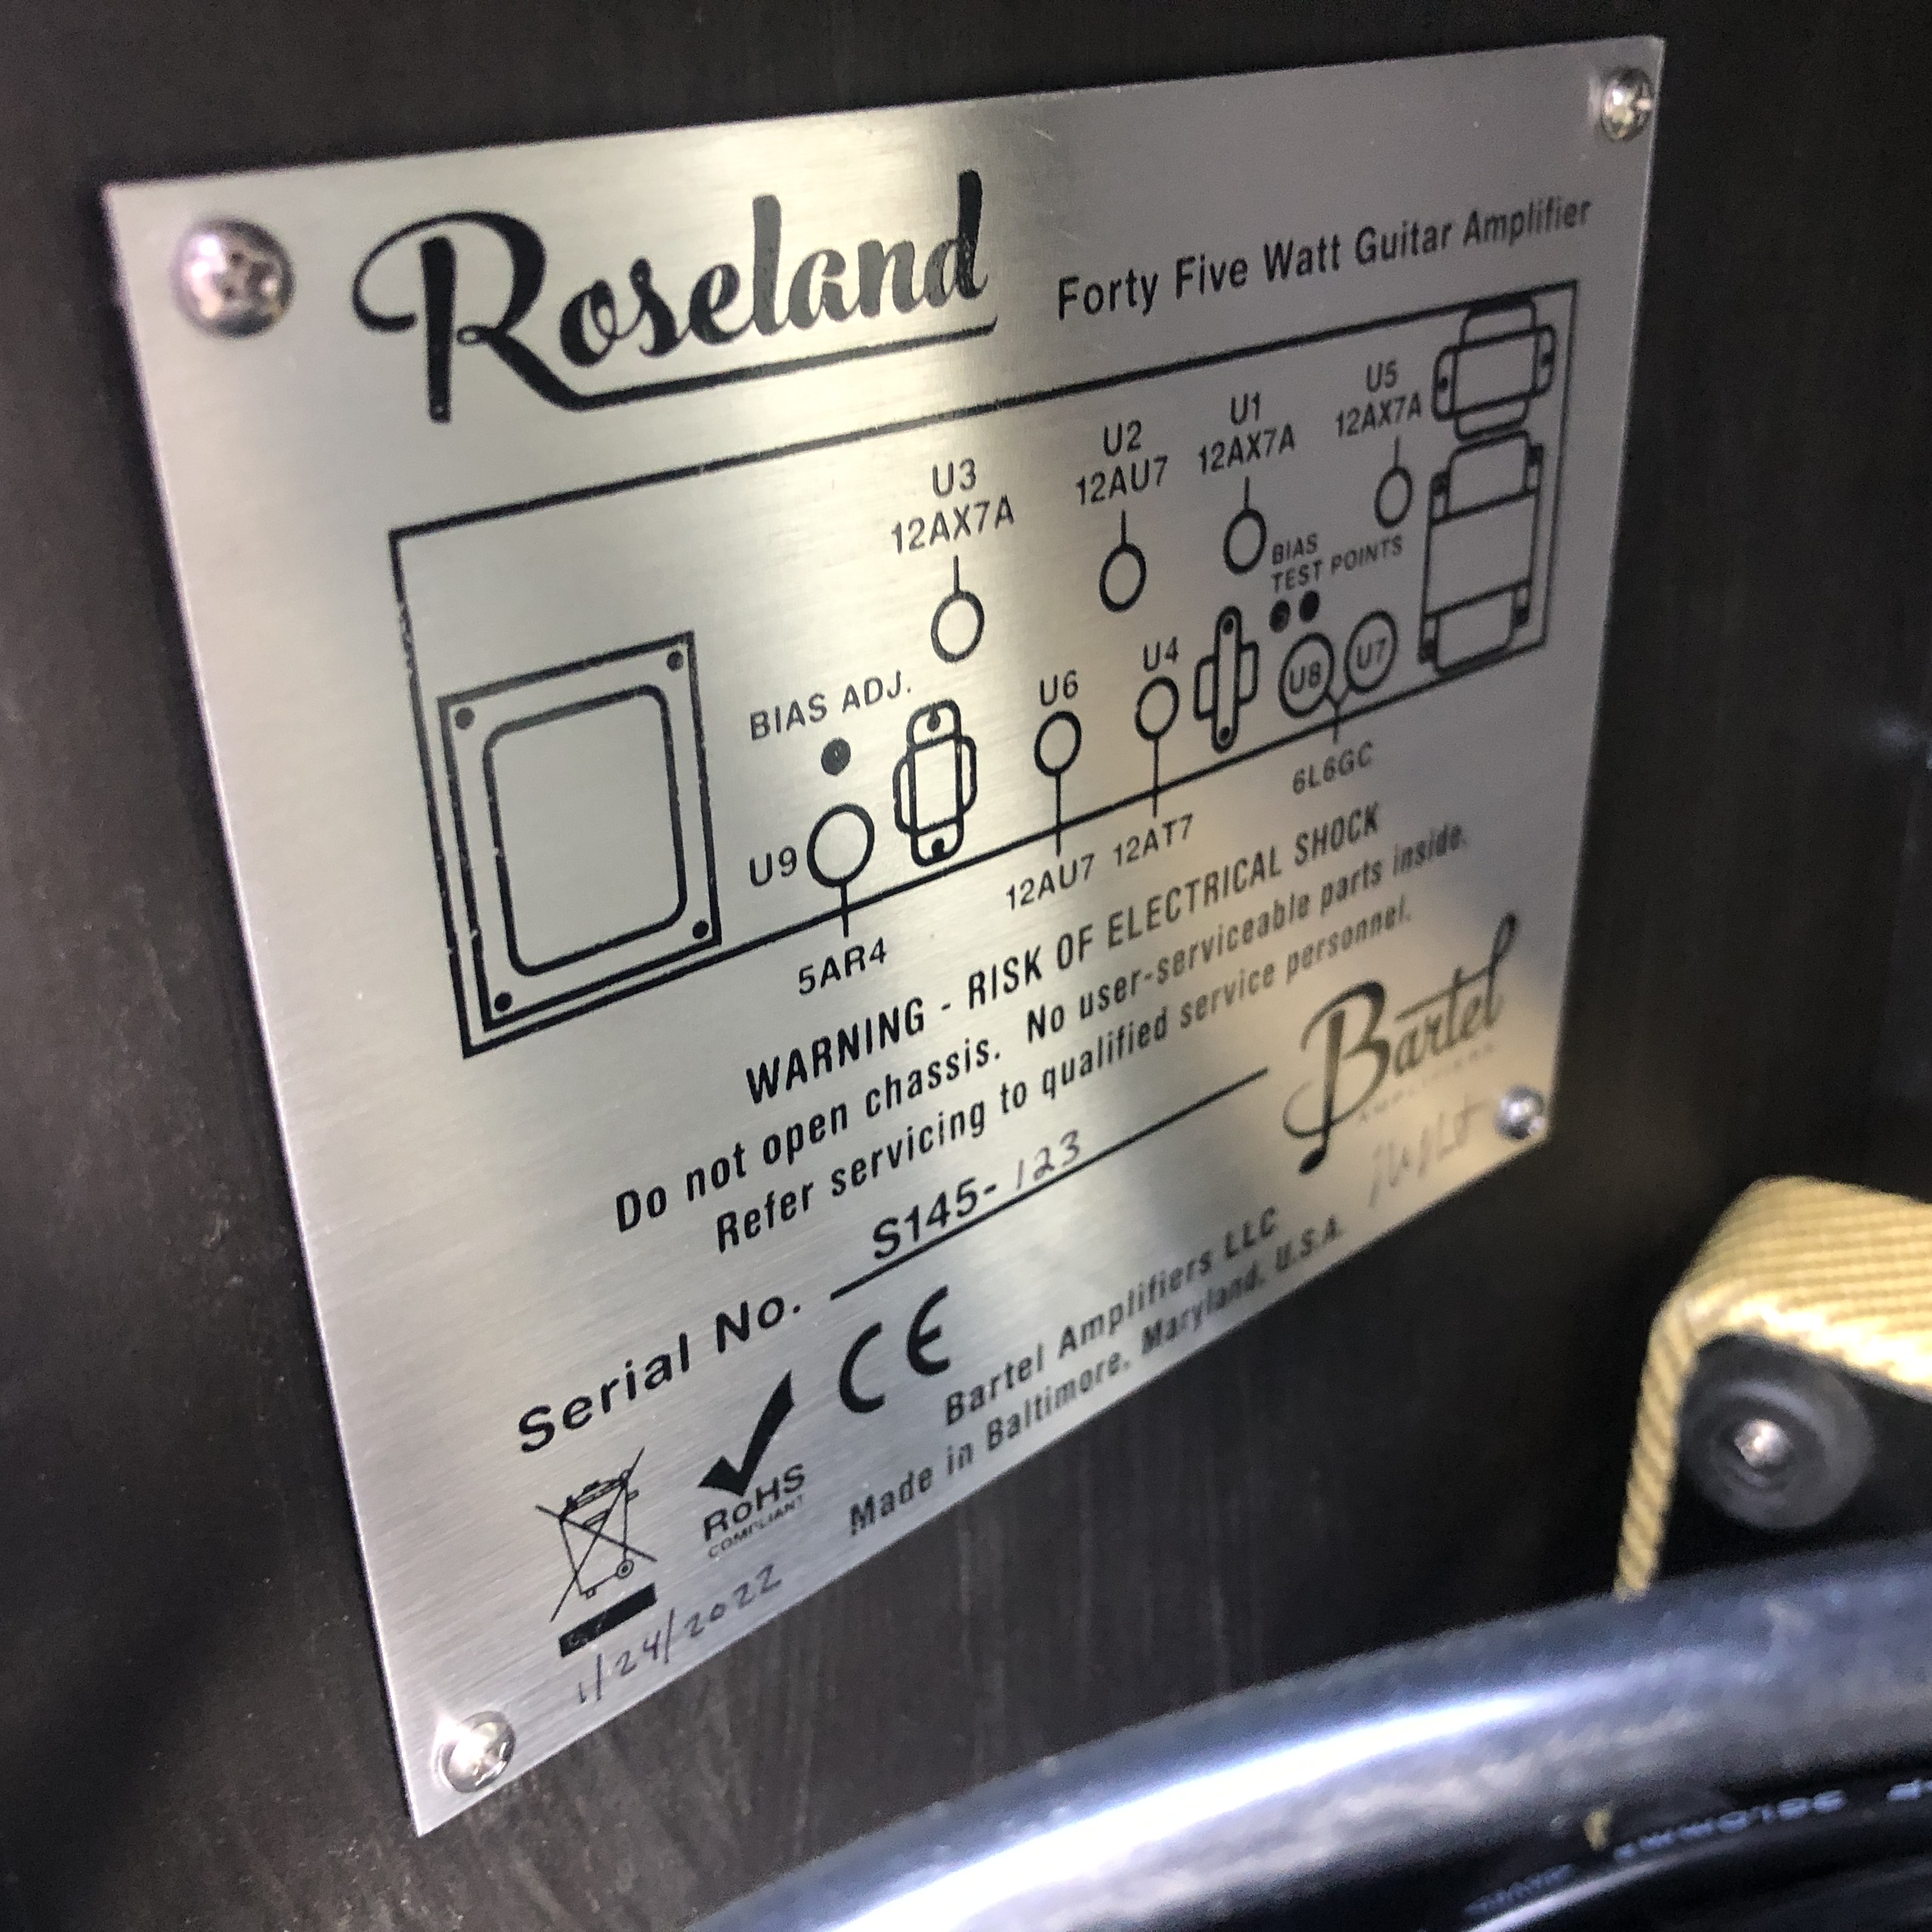 Roseland
Forty Five Watt Guitar Amplifier
U3
12AX7A
U2
12AU7
U1
12AX7A
U5
12AX7A
BIAS
TEST POINTS
BIAS ADJ.
U6
U4
U8
U7
U9
5AR4
12AU7
12AT7
6L6GC
WARNING - RISK OF ELECTRICAL SHOCK
Do not open chassis. No user-serviceable parts inside.
Refer servicing to qualified service personnel.
Bartel
AMPLIFIERS
Serial No. S145-123
CE
RoHS
COMPLIANT
Bartel Amplifiers LLC
Made in Baltimore, Maryland, U.S.A.
1/24/2022